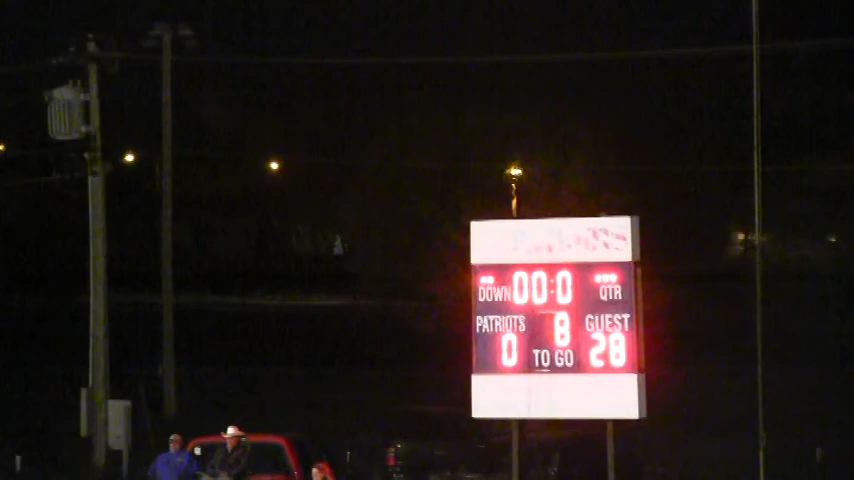 DOWN 00:0 QTR
PATRIOTS 8 GUEST
0 TO GO 28